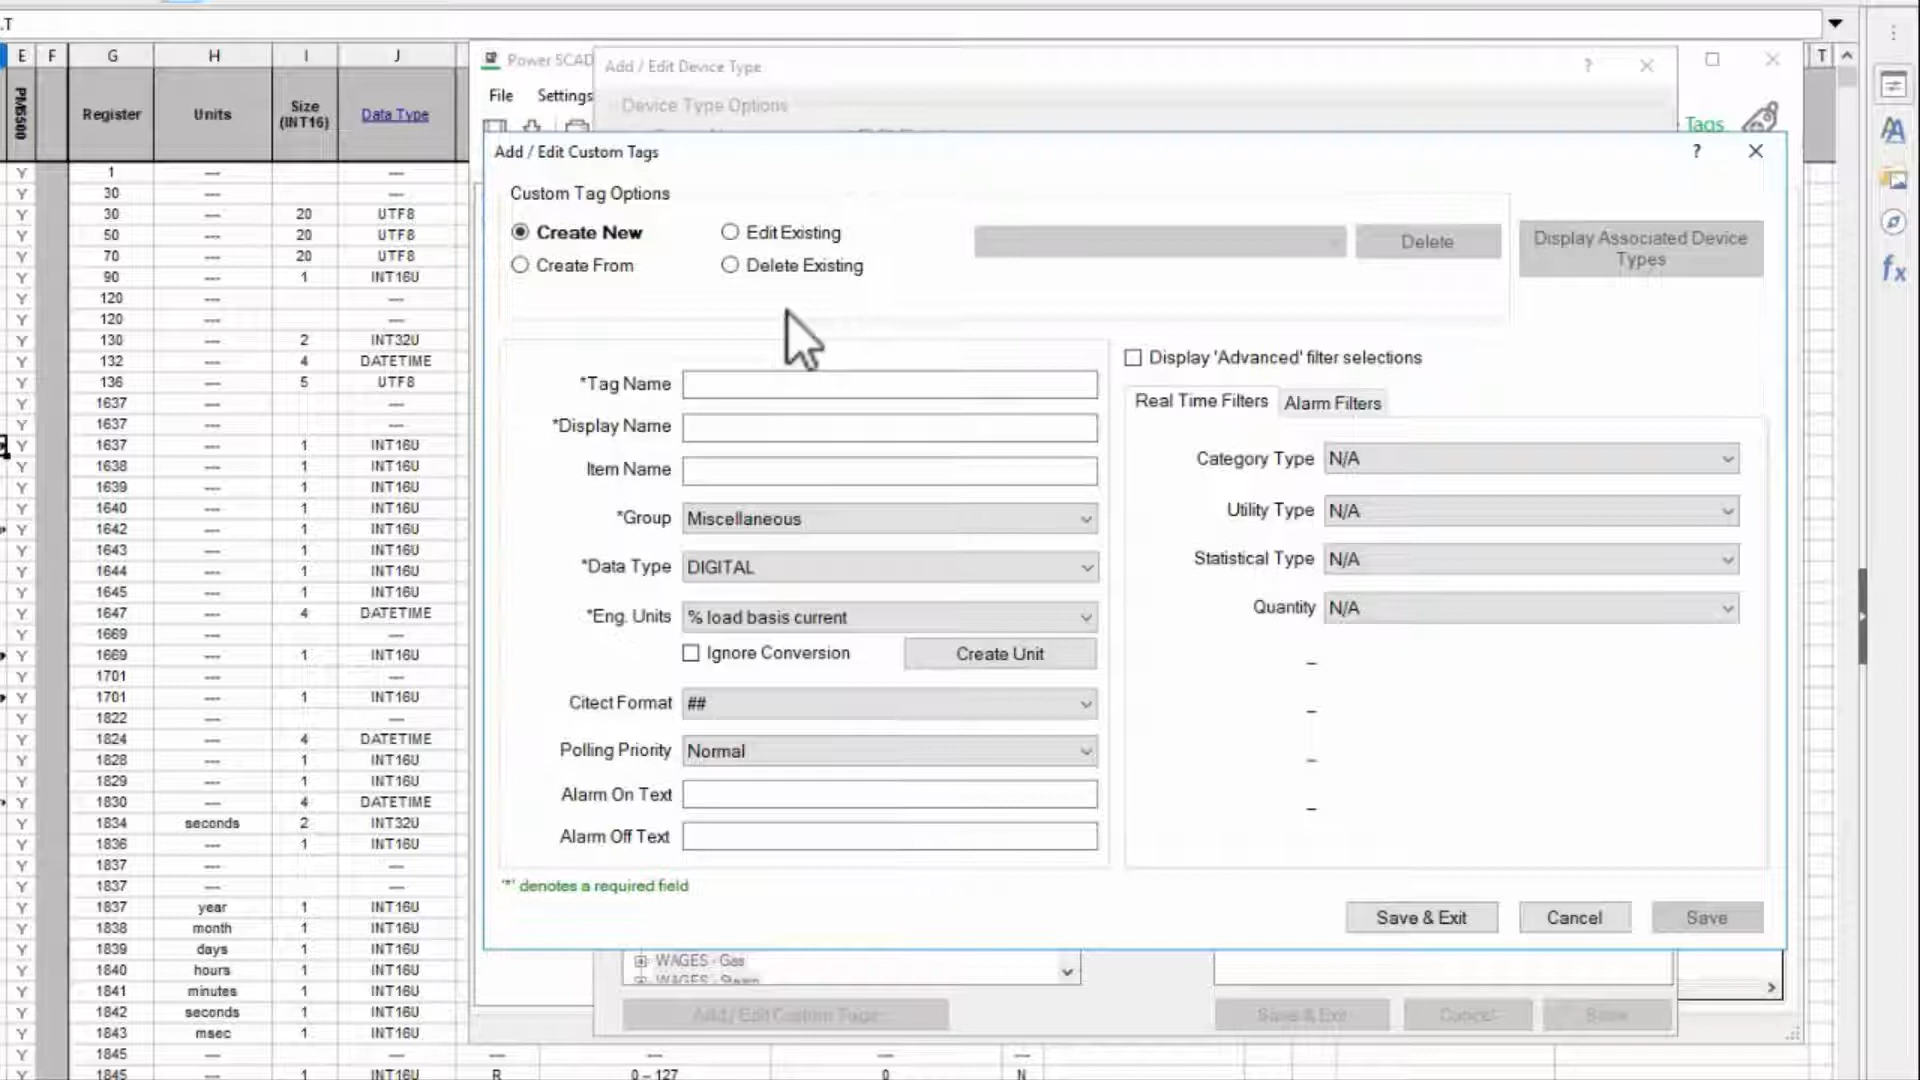 .T
E F G H I J T
PM5500 Register Units Size (INT16) Data Type
Y 1 --- ---
Y 30 --- ---
Y 30 --- 20 UTF8
Y 50 --- 20 UTF8
Y 70 --- 20 UTF8
Y 90 --- 1 INT16U
Y 120 --- ---
Y 120 --- ---
Y 130 --- 2 INT32U
Y 132 --- 4 DATETIME
Y 136 --- 5 UTF8
Y 1637 --- ---
Y 1637 --- ---
Y 1637 --- 1 INT16U
Y 1638 --- 1 INT16U
Y 1639 --- 1 INT16U
Y 1640 --- 1 INT16U
Y 1642 --- 1 INT16U
Y 1643 --- 1 INT16U
Y 1644 --- 1 INT16U
Y 1645 --- 1 INT16U
Y 1647 --- 4 DATETIME
Y 1669 --- ---
Y 1669 --- 1 INT16U
Y 1701 --- ---
Y 1701 --- 1 INT16U
Y 1822 --- ---
Y 1824 --- 4 DATETIME
Y 1828 --- 1 INT16U
Y 1829 --- 1 INT16U
Y 1830 --- 4 DATETIME
Y 1834 seconds 2 INT32U
Y 1836 --- 1 INT16U
Y 1837 --- ---
Y 1837 --- ---
Y 1837 year 1 INT16U
Y 1838 month 1 INT16U
Y 1839 days 1 INT16U
Y 1840 hours 1 INT16U
Y 1841 minutes 1 INT16U
Y 1842 seconds 1 INT16U
Y 1843 msec 1 INT16U
Y 1845 --- --- --- --- --- ---
Y 1845 --- 1 INT16U R 0 – 127 0 N
Power SCAD
File Settings
Tags
Add / Edit Device Type ?
Device Type Options
Add / Edit Custom Tags ?
Custom Tag Options
Create New Edit Existing Delete
Create From Delete Existing
Display Associated Device
Types
*Tag Name
*Display Name
Item Name
*Group Miscellaneous
*Data Type DIGITAL
*Eng. Units % load basis current
Ignore Conversion Create Unit
Citect Format ##
Polling Priority Normal
Alarm On Text
Alarm Off Text
'*' denotes a required field
Display 'Advanced' filter selections
Real Time Filters Alarm Filters
Category Type N/A
Utility Type N/A
Statistical Type N/A
Quantity N/A
–
–
–
–
Save & Exit Cancel Save
WAGES - Gas
WAGES - Steam
Add / Edit Custom Tags Save & Exit Cancel Save
fx